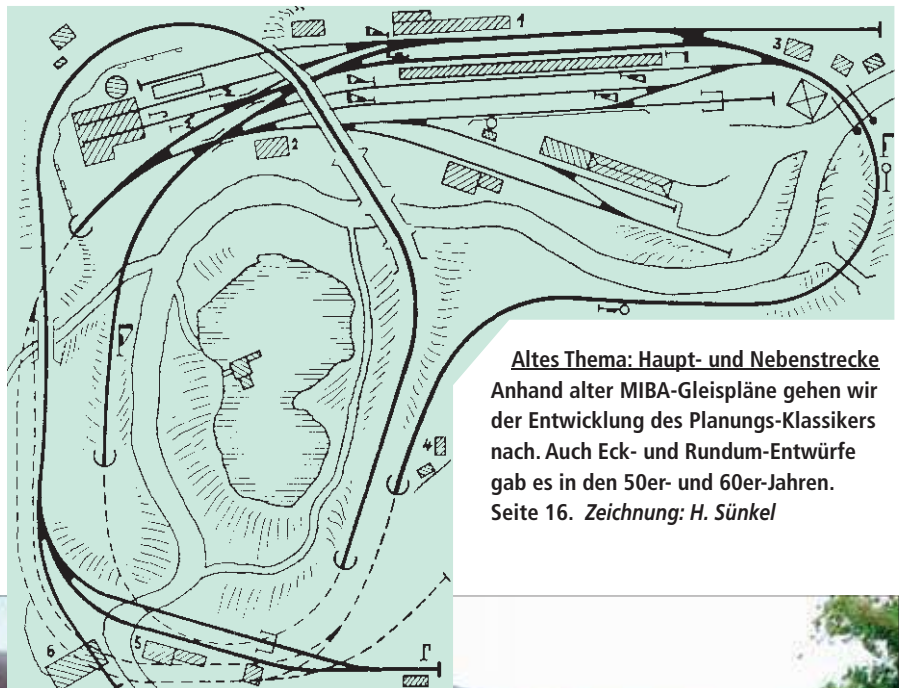 1
3
2
4
5
6
Altes Thema: Haupt- und Nebenstrecke
Anhand alter MIBA-Gleispläne gehen wir
der Entwicklung des Planungs-Klassikers
nach. Auch Eck- und Rundum-Entwürfe
gab es in den 50er- und 60er-Jahren.
Seite 16. Zeichnung: H. Sünkel